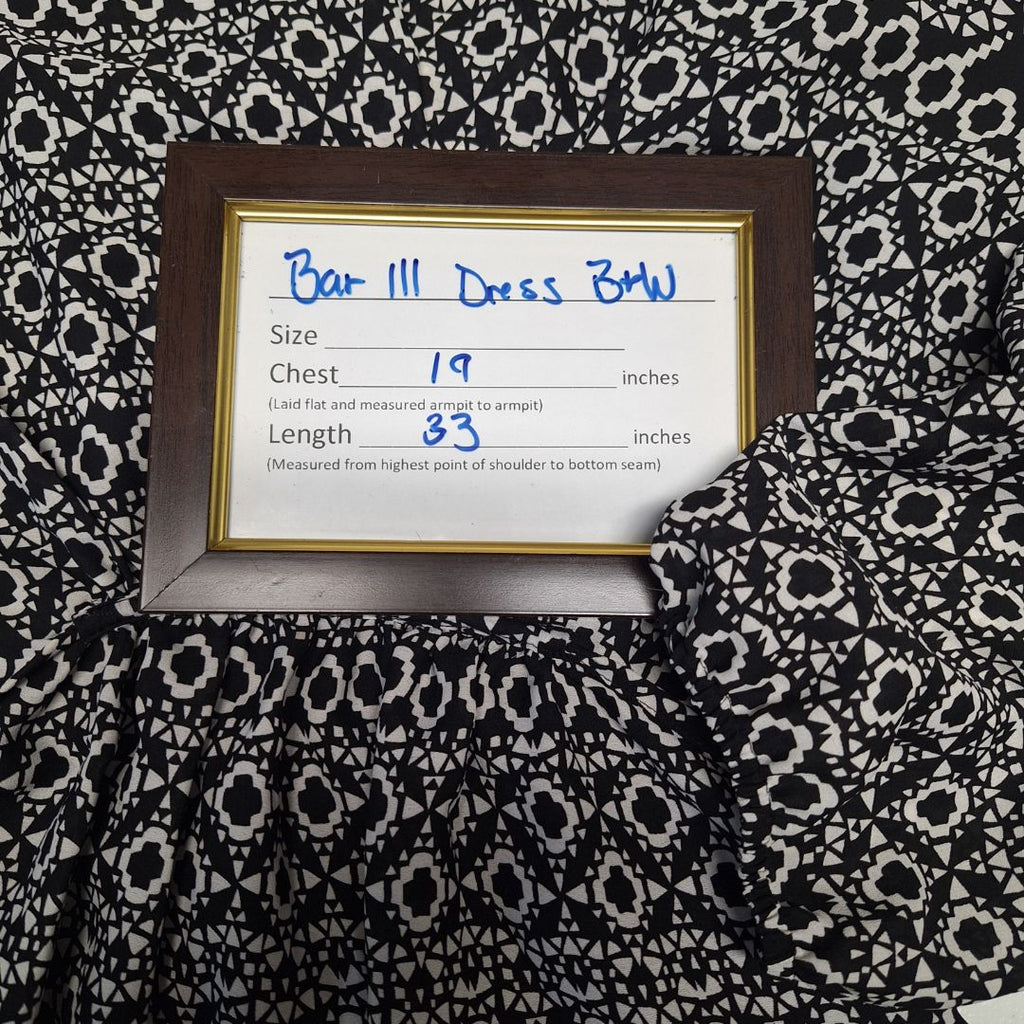 Bar III Dress B+W
Size
Chest 19 inches
(Laid flat and measured armpit to armpit)
Length 33 inches
(Measured from highest point of shoulder to bottom seam)